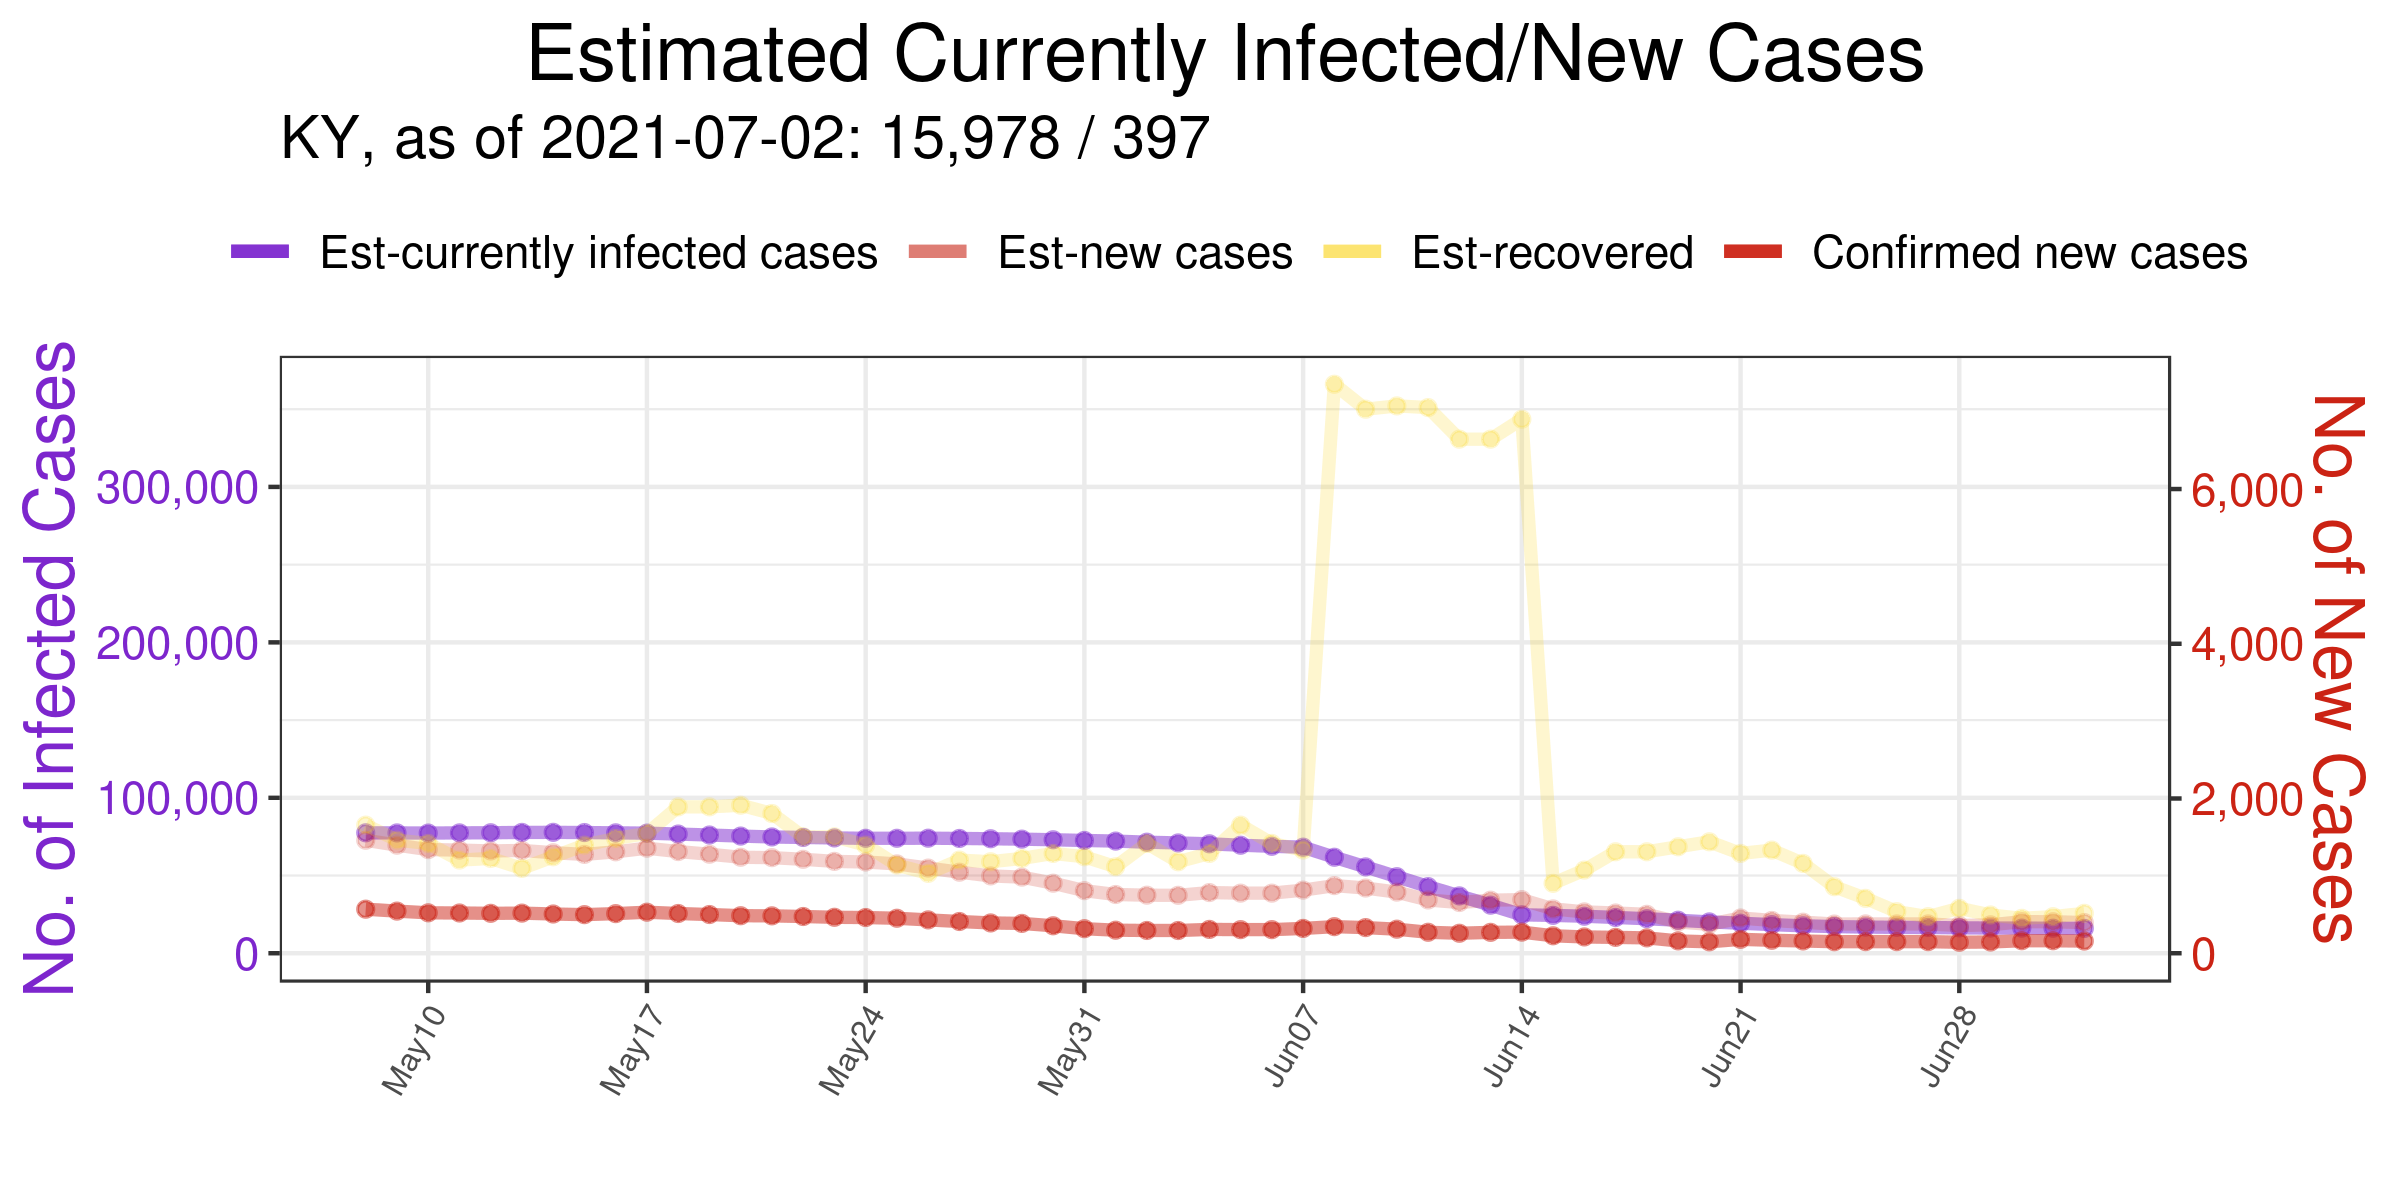 Estimated Currently Infected/New Cases
KY, as of 2021-07-02: 15,978 / 397
Est-currently infected cases Est-new cases Est-recovered Confirmed new cases
No. of Infected Cases
300,000
200,000
100,000
0
6,000
4,000
2,000
0
No. of New Cases
May10 May17 May24 May31 Jun07 Jun14 Jun21 Jun28